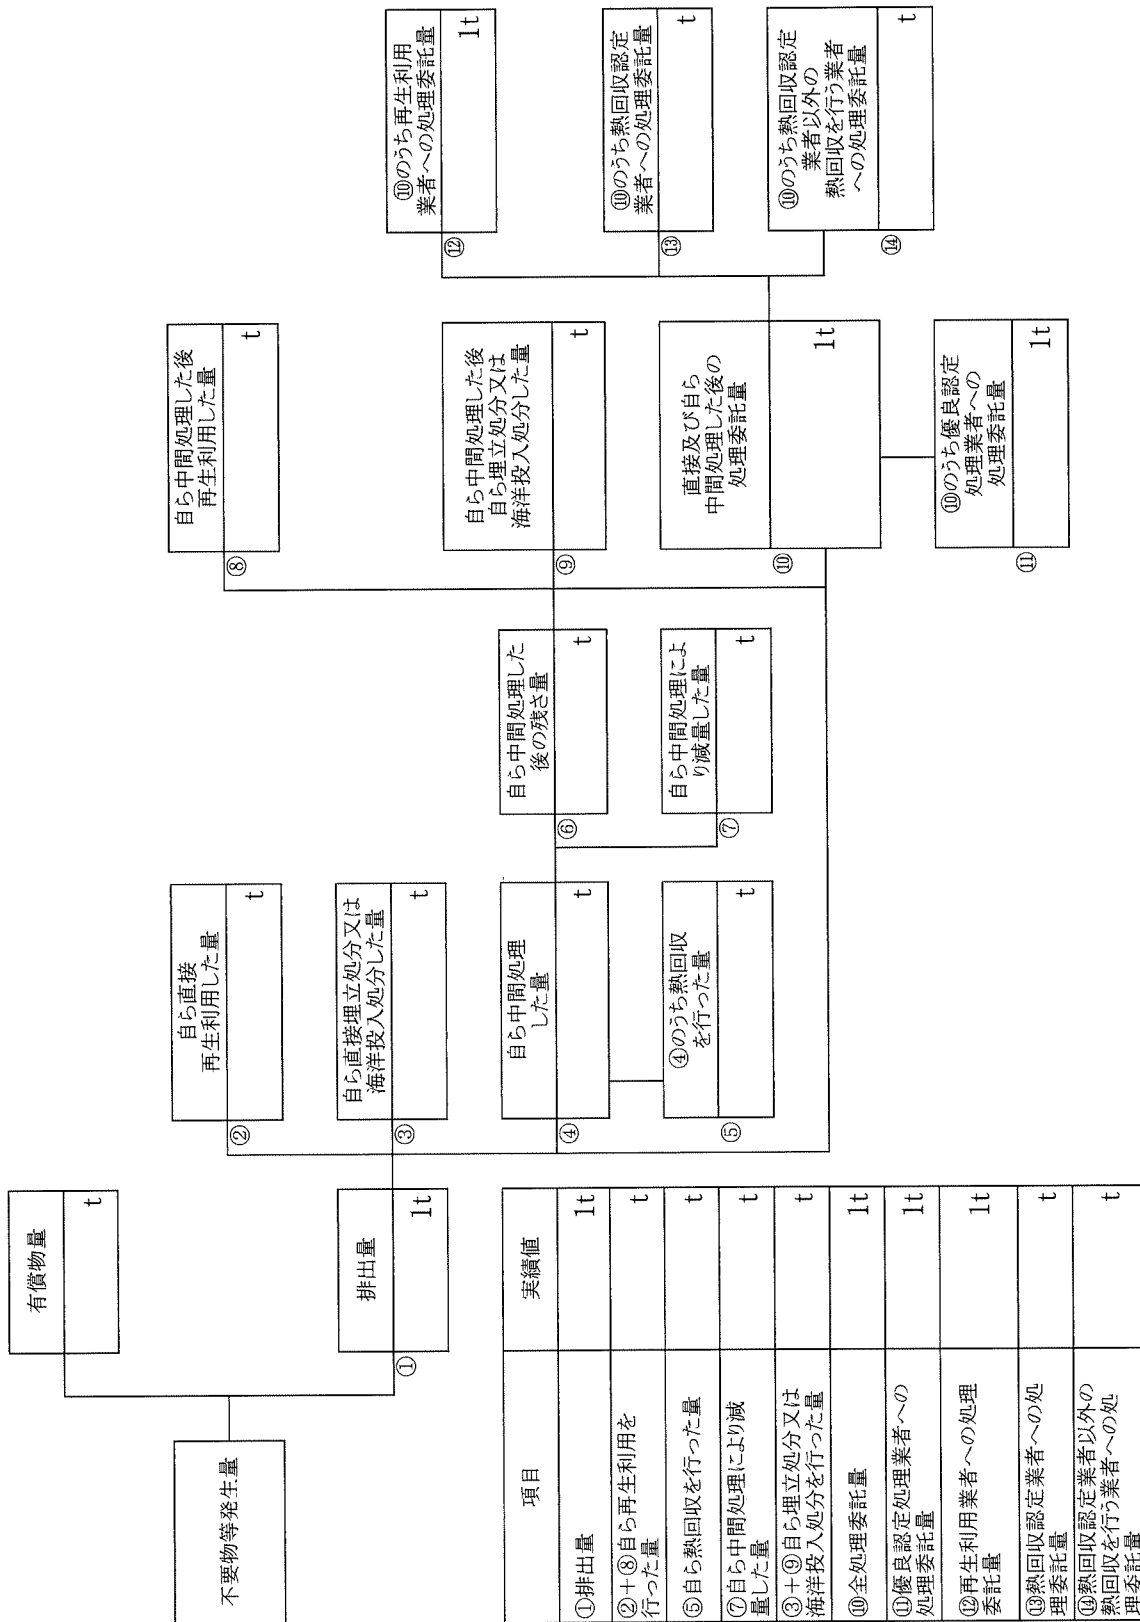 不要物等発生量
有償物量
t
①
排出量
1t
②
自ら直接
再生利用した量
t
③
自ら直接埋立処分又は
海洋投入処分した量
t
④
自ら中間処理
した量
t
⑤
④のうち熱回収
を行った量
t
⑥
自ら中間処理した
後の残さ量
t
⑦
自ら中間処理によ
り減量した量
t
⑧
自ら中間処理した後
再生利用した量
t
⑨
自ら中間処理した後
自ら埋立処分又は
海洋投入処分した量
t
⑩
直接及び自ら
中間処理した後の
処理委託量
1t
⑪
⑩のうち優良認定
処理業者への
処理委託量
1t
⑫
⑩のうち再生利用
業者への処理委託量
1t
⑬
⑩のうち熱回収認定
業者への処理委託量
t
⑭
⑩のうち熱回収認定
業者以外の
熱回収を行う業者
への処理委託量
t
項目 実績値
①排出量 1t
②+⑧自ら再生利用を
行った量 t
⑤自ら熱回収を行った量 t
⑦自ら中間処理により減
量した量 t
③+⑨自ら埋立処分又は
海洋投入処分を行った量 t
⑩全処理委託量 1t
⑪優良認定処理業者への
処理委託量 1t
⑫再生利用業者への処理
委託量 1t
⑬熱回収認定業者への処
理委託量 t
⑭熱回収認定業者以外の
熱回収を行う業者への処
理委託量 t